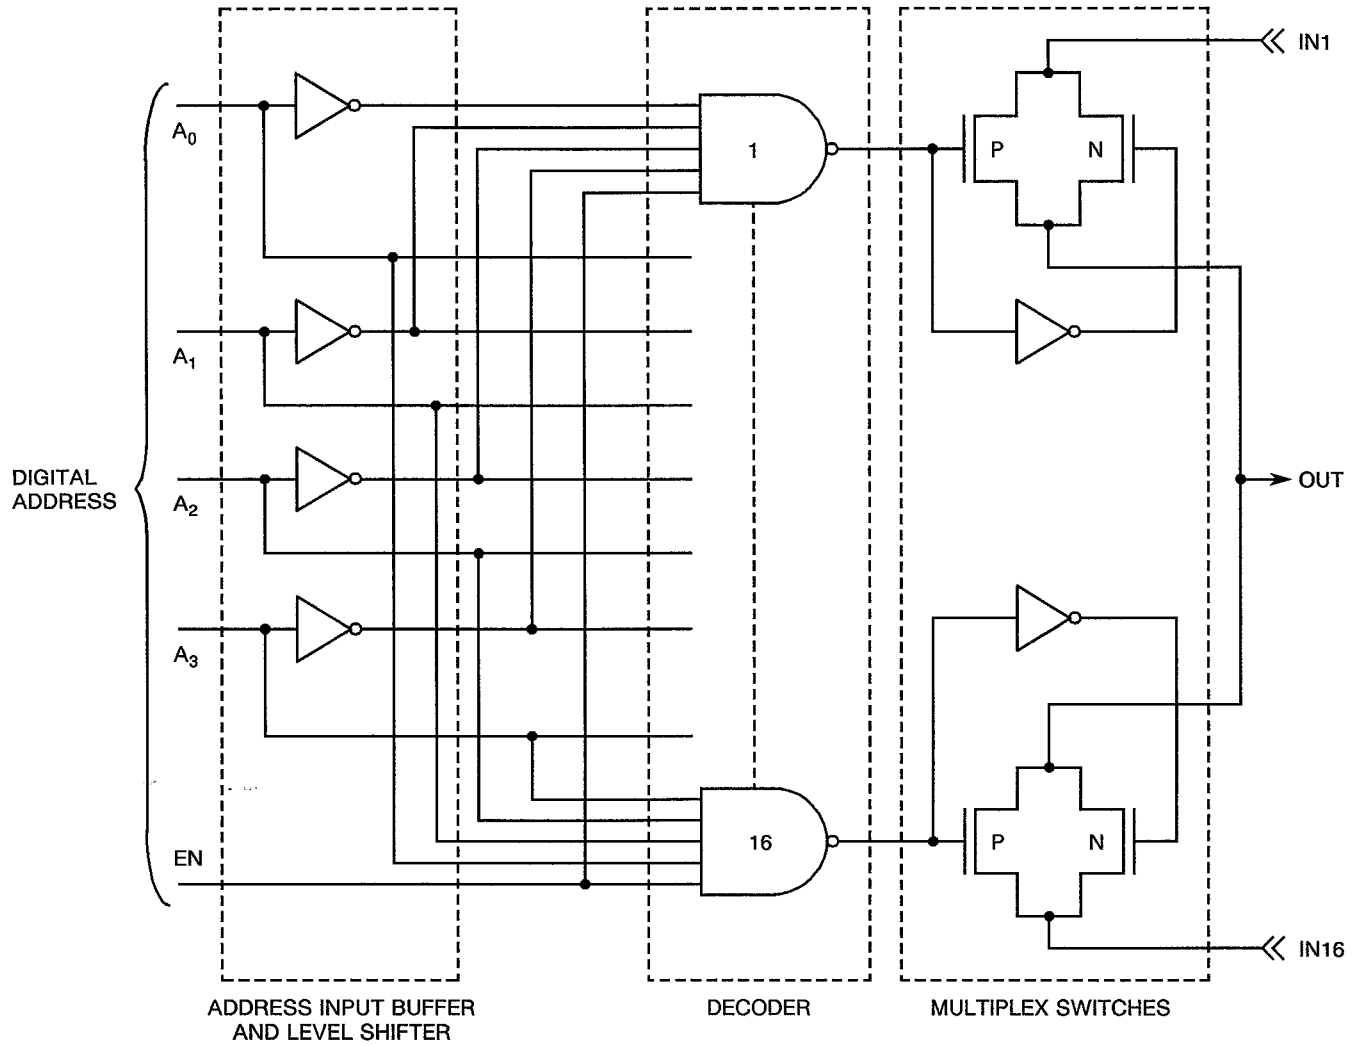 IN1
A0
1
P
N
A1
DIGITAL
ADDRESS
A2
OUT
A3
EN
16
P
N
IN16
ADDRESS INPUT BUFFER
AND LEVEL SHIFTER
DECODER
MULTIPLEX SWITCHES